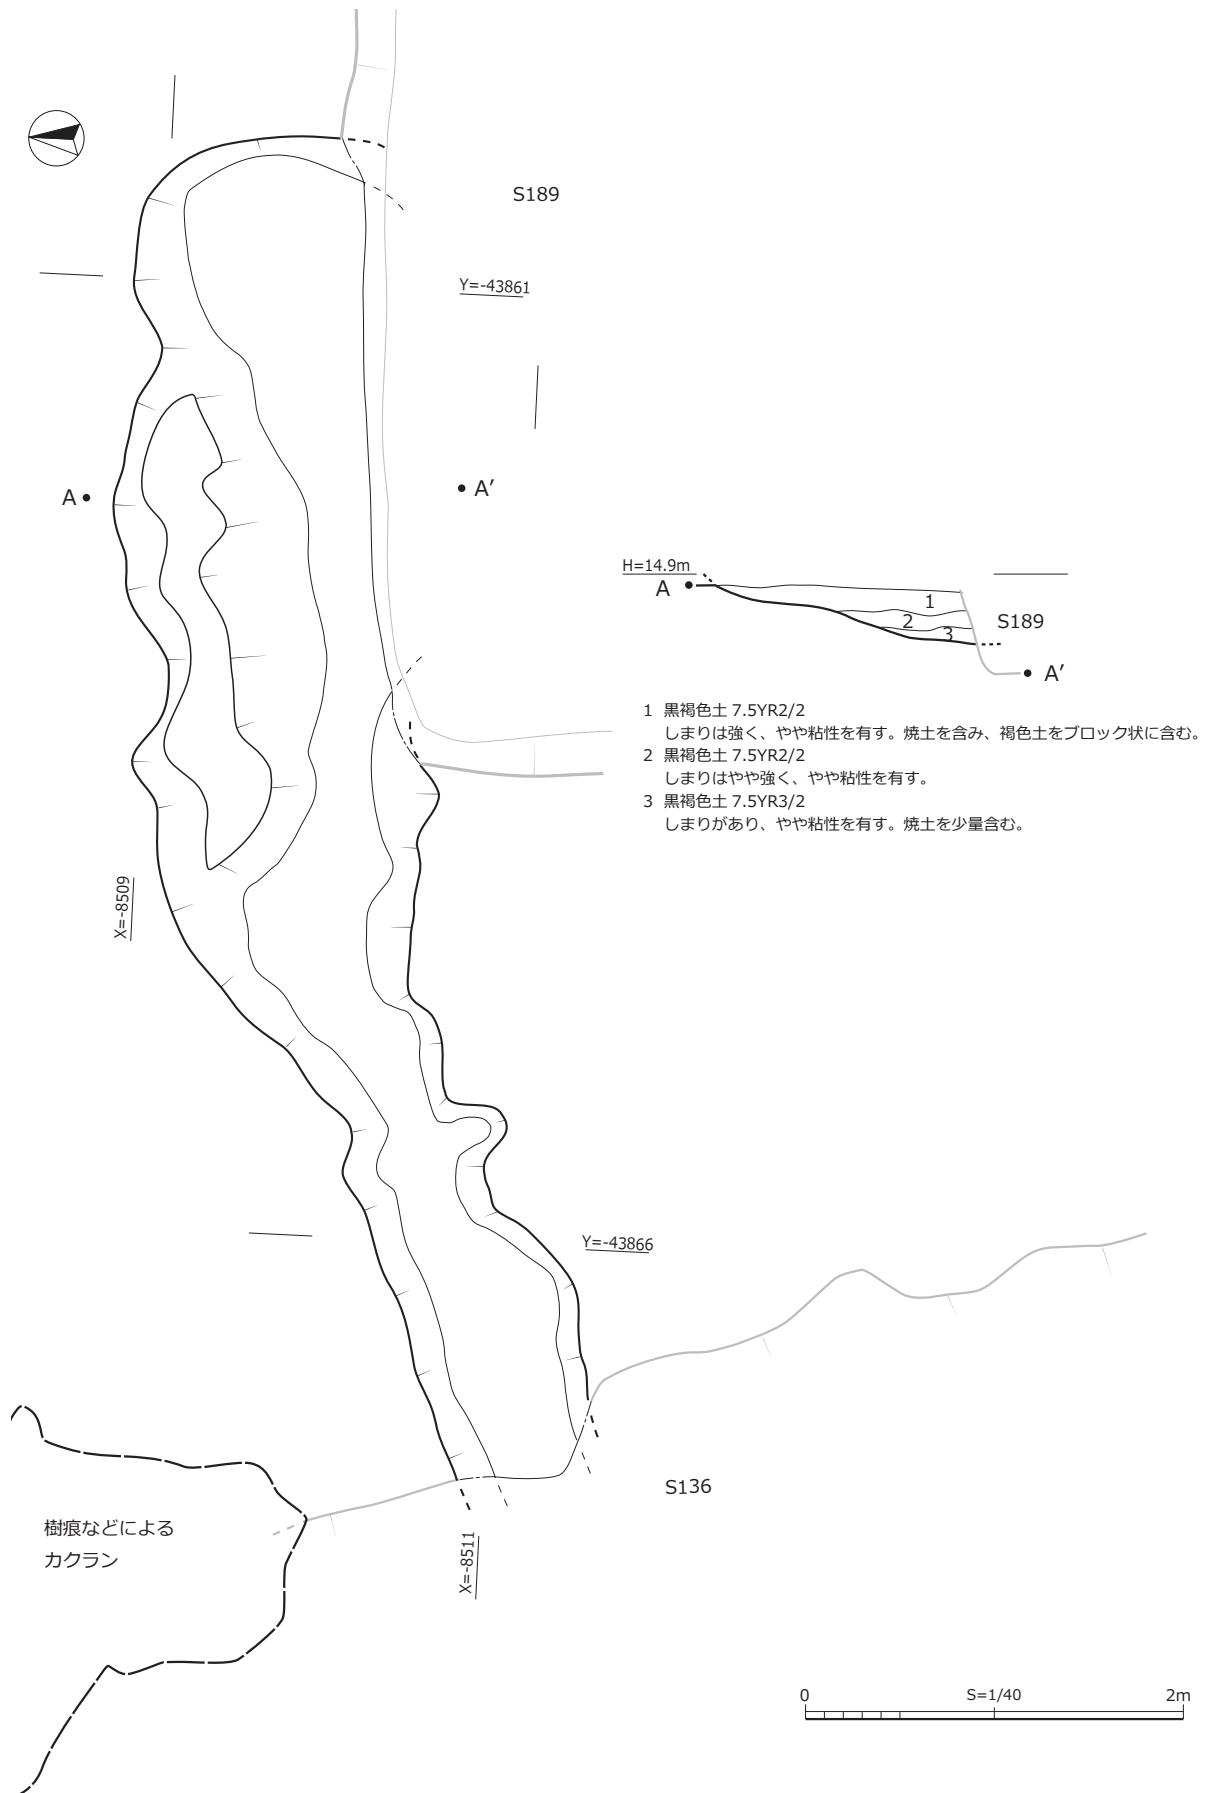 S189
Y=-43861
A
A′
H=14.9m
A
1
2
3
S189
A′
1 黒褐色土 7.5YR2/2
しまりは強く、やや粘性を有す。焼土を含み、褐色土をブロック状に含む。
2 黒褐色土 7.5YR2/2
しまりはやや強く、やや粘性を有す。
3 黒褐色土 7.5YR3/2
しまりがあり、やや粘性を有す。焼土を少量含む。
X=-8509
Y=-43866
S136
樹痕などによる
カクラン
X=-8511
0 S=1/40 2m